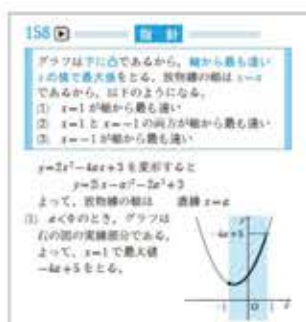 158
指 針
グラフは下に凸であるから，軸から最も遠い
xの値で最大値をとる。放物線の軸は x=a
であるから，以下のようになる。
(1) x=1が軸から最も遠い
(2) x=1とx=-1の両方が軸から最も遠い
(3) x=-1が軸から最も遠い
y=2x²-4ax+3を変形すると
y=2(x-a)²-2a²+3
よって，放物線の軸は 直線 x=a
(1) a<0のとき，グラフは
右の図の実線部分である。
よって，x=1で最大値
-4a+5をとる。
y
-4a+5
-1 O 1 x